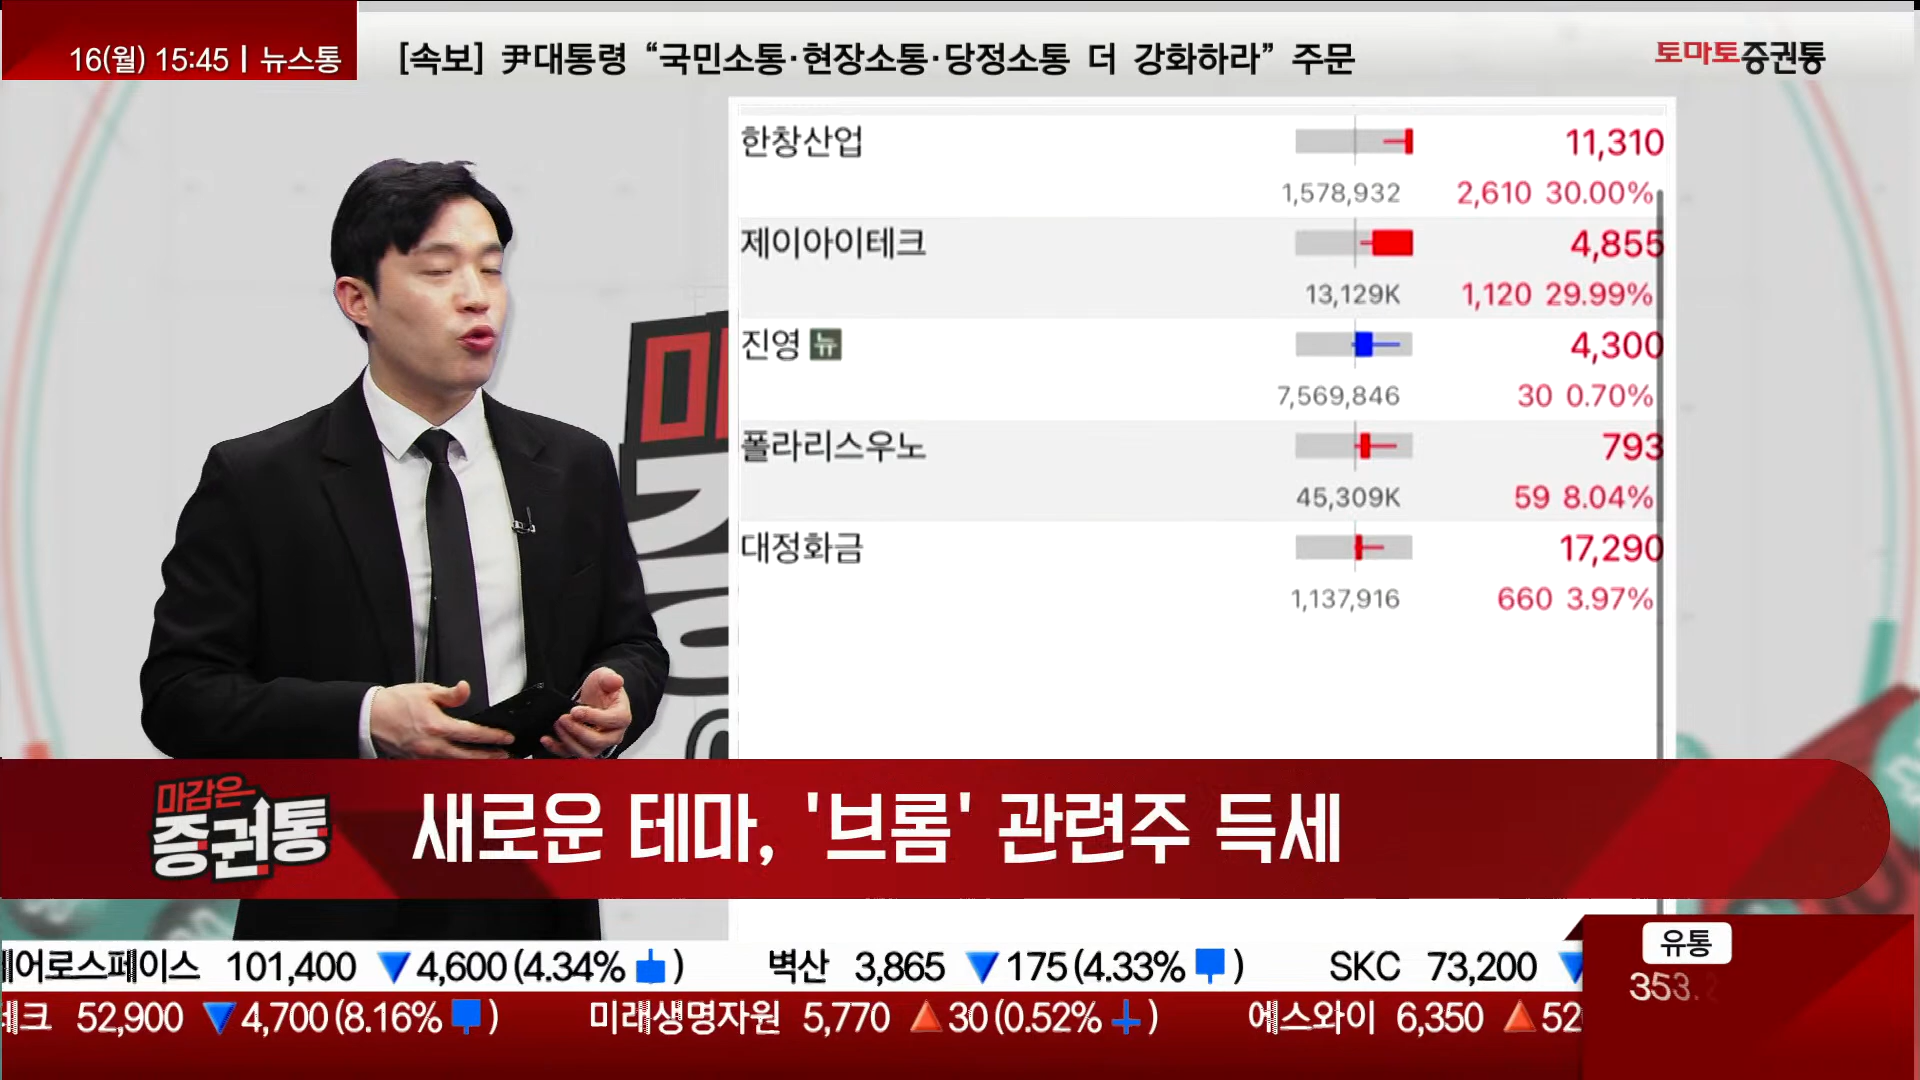 16(월) 15:45 | 뉴스통
[속보] 尹대통령 “국민소통·현장소통·당정소통 더 강화하라” 주문
토마토증권통
한창산업 11,310
1,578,932 2,610 30.00%
제이아이테크 4,855
13,129K 1,120 29.99%
진영 뉴 4,300
7,569,846 30 0.70%
폴라리스우노 793
45,309K 59 8.04%
대정화금 17,290
1,137,916 660 3.97%
마감은
증권통
새로운 테마, '브롬' 관련주 득세
어로스페이스 101,400 ▼4,600(4.34% ) 벽산 3,865 ▼175(4.33% ) SKC 73,200 ▼
유통
353.
크 52,900 ▼4,700(8.16% ) 미래생명자원 5,770 ▲30(0.52% ) 에스와이 6,350 ▲52